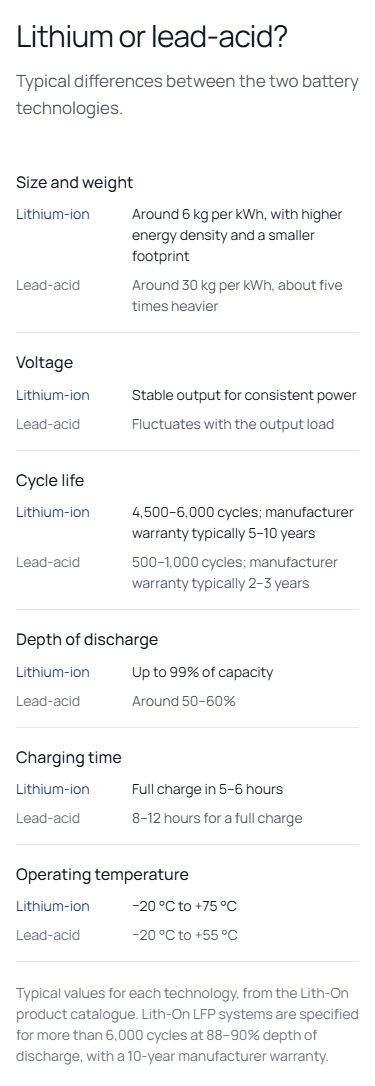 Lithium or lead-acid?
Typical differences between the two battery
technologies.
Size and weight
Lithium-ion Around 6 kg per kWh, with higher
energy density and a smaller
footprint
Lead-acid Around 30 kg per kWh, about five
times heavier
Voltage
Lithium-ion Stable output for consistent power
Lead-acid Fluctuates with the output load
Cycle life
Lithium-ion 4,500–6,000 cycles; manufacturer
warranty typically 5–10 years
Lead-acid 500–1,000 cycles; manufacturer
warranty typically 2–3 years
Depth of discharge
Lithium-ion Up to 99% of capacity
Lead-acid Around 50–60%
Charging time
Lithium-ion Full charge in 5–6 hours
Lead-acid 8–12 hours for a full charge
Operating temperature
Lithium-ion −20 °C to +75 °C
Lead-acid −20 °C to +55 °C
Typical values for each technology, from the Lith-On
product catalogue. Lith-On LFP systems are specified
for more than 6,000 cycles at 88–90% depth of
discharge, with a 10-year manufacturer warranty.